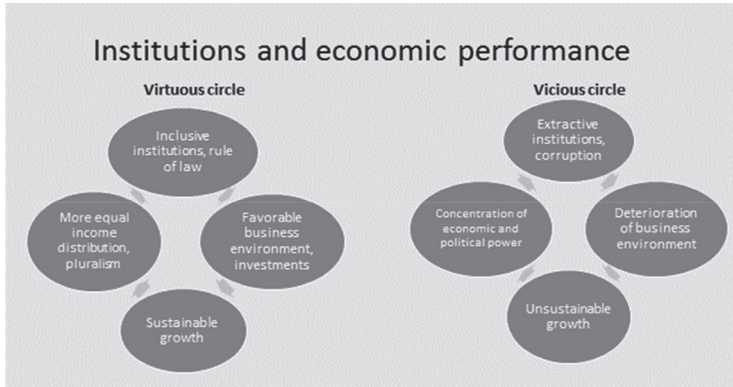 Institutions and economic performance
Virtuous circle
Inclusive
institutions, rule
of law
More equal
income
distribution,
pluralism
Favorable
business
environment,
investments
Sustainable
growth
Vicious circle
Extractive
institutions,
corruption
Concentration of
economic and
political power
Deterioration
of business
environment
Unsustainable
growth